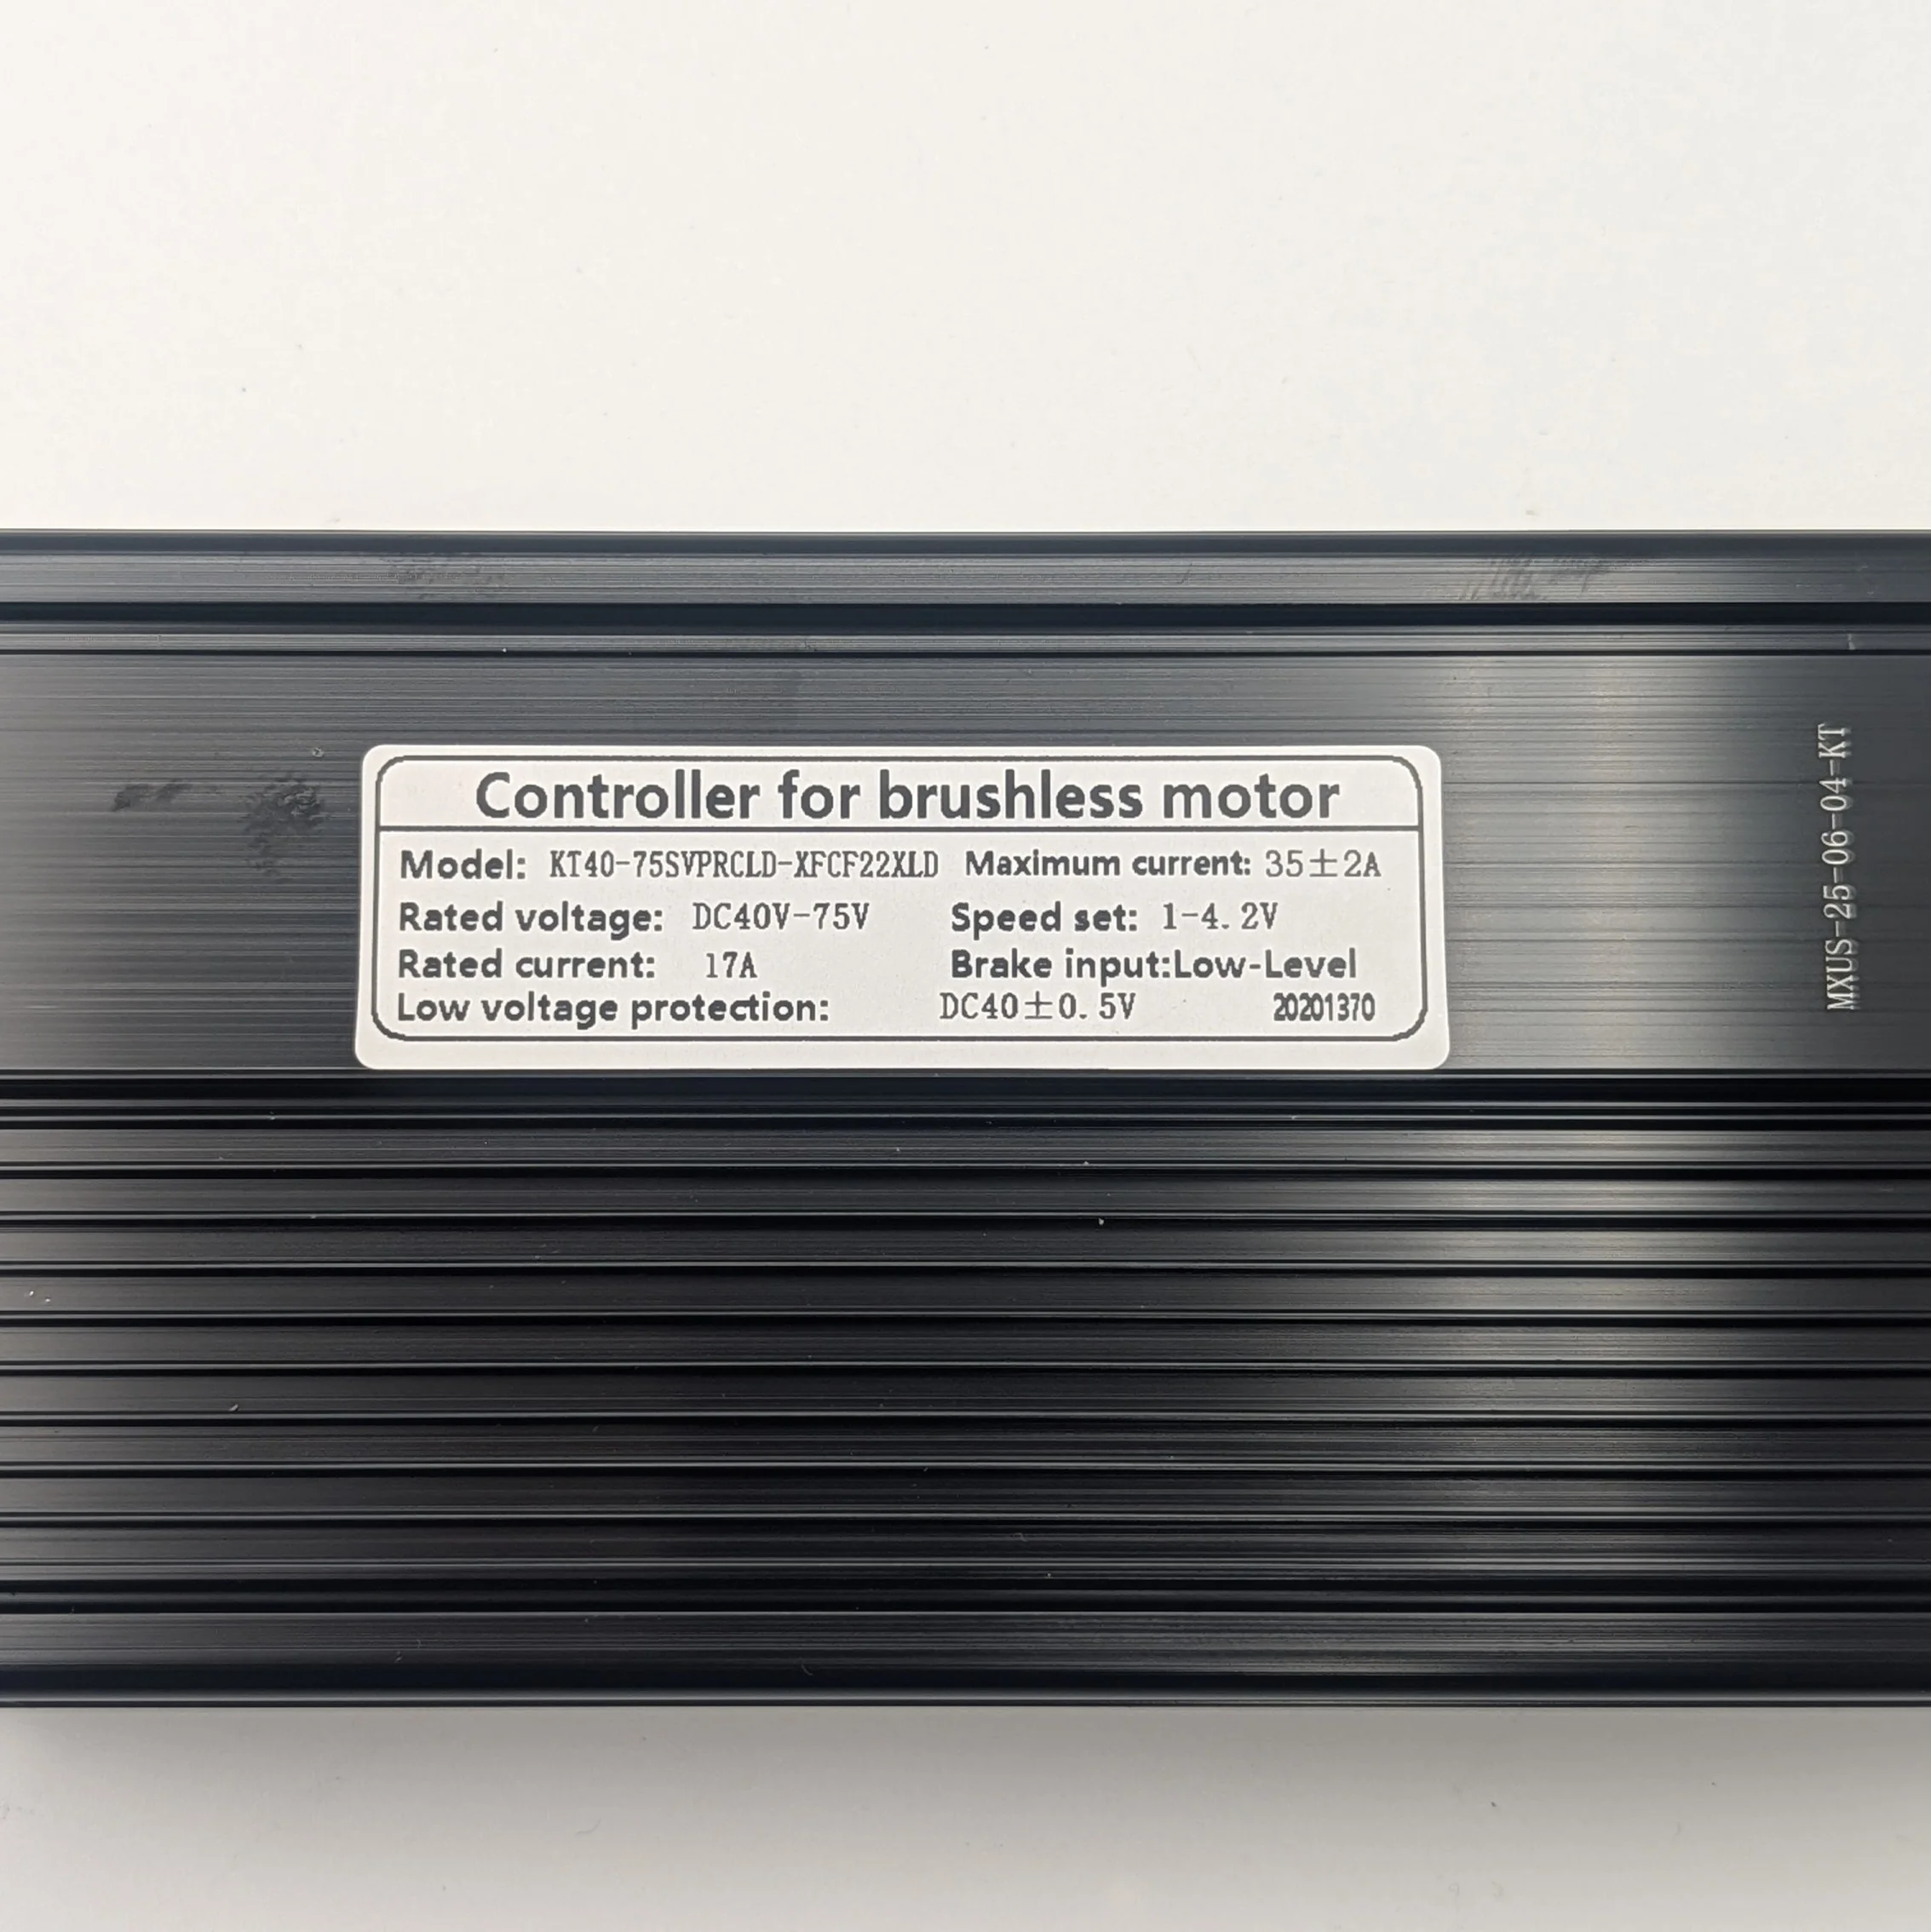 Controller for brushless motor
Model: KT40-75SVPRCLD-XFCF22XLD Maximum current: 35±2A
Rated voltage: DC40V-75V Speed set: 1-4.2V
Rated current: 17A Brake input:Low-Level
Low voltage protection: DC40±0.5V 20201370
MXUS-25-06-04-KT